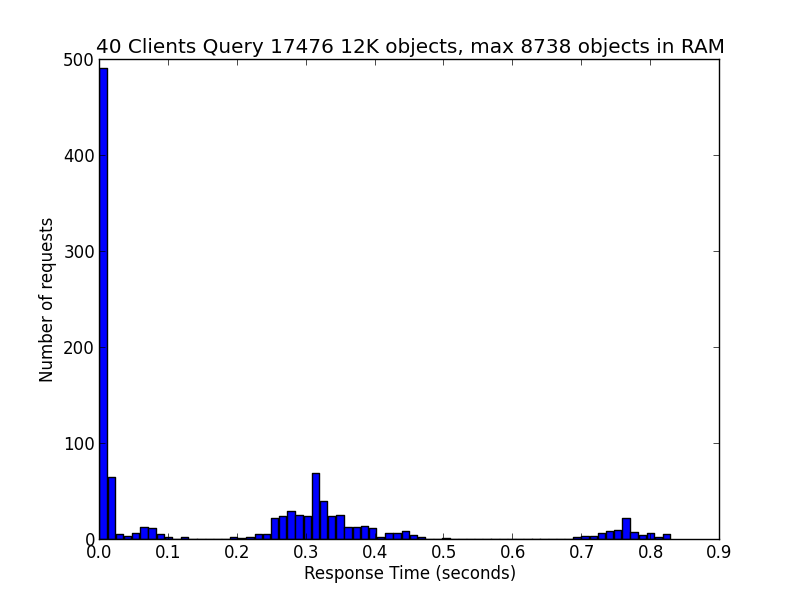 40 Clients Query 17476 12K objects, max 8738 objects in RAM
500
400
300
200
100
0
Number of requests
0.0 0.1 0.2 0.3 0.4 0.5 0.6 0.7 0.8 0.9
Response Time (seconds)